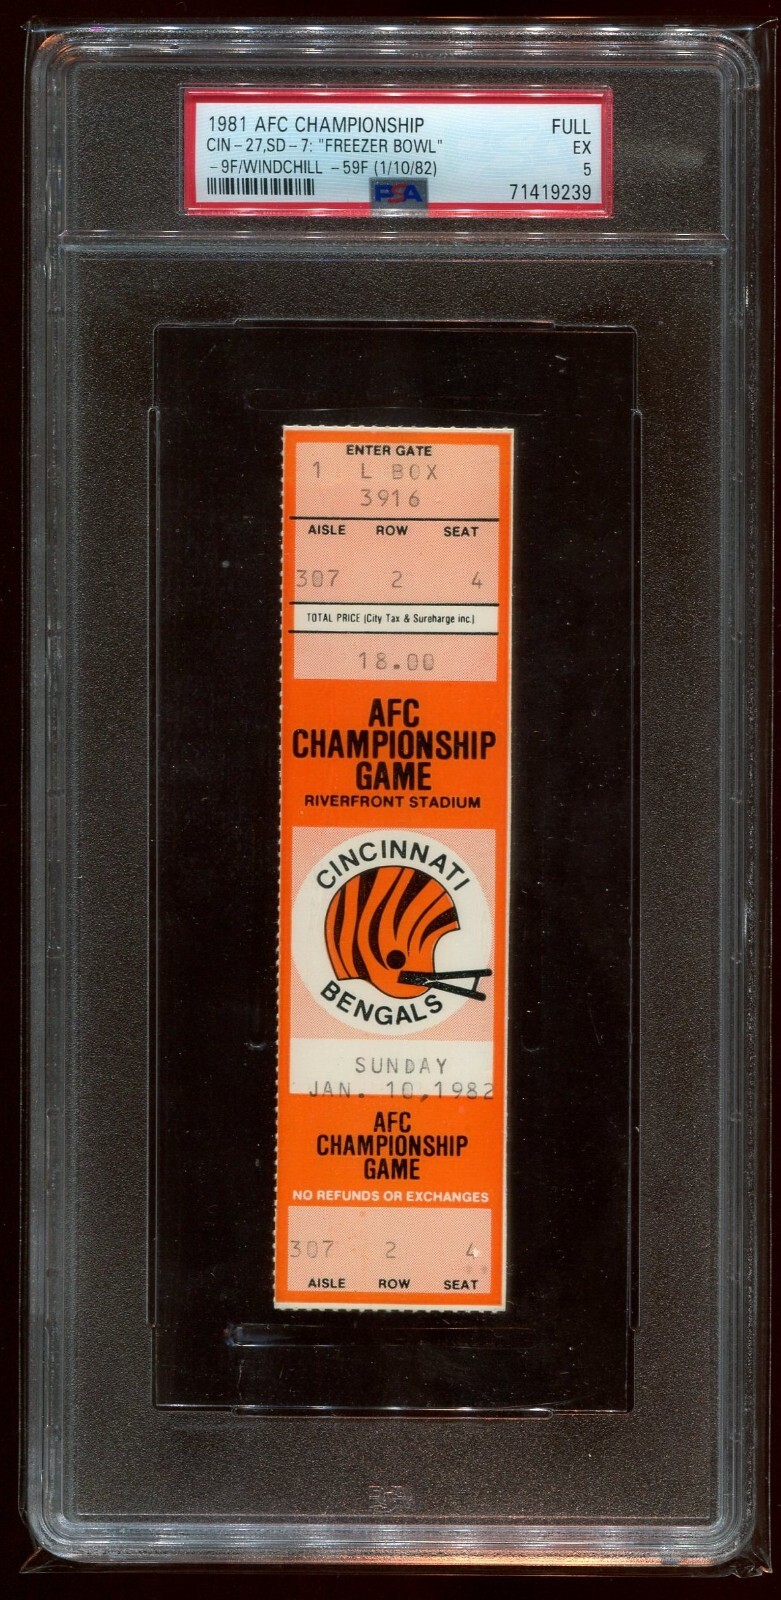 1981 AFC CHAMPIONSHIP FULL
CIN - 27, SD - 7: "FREEZER BOWL" EX
- 9F/WINDCHILL - 59F (1/10/82) 5
PSA 71419239
ENTER GATE
1 L BOX
3916
AISLE ROW SEAT
307 2 4
TOTAL PRICE (City Tax & Surcharge inc.)
18.00
AFC
CHAMPIONSHIP
GAME
RIVERFRONT STADIUM
CINCINNATI
BENGALS
SUNDAY
JAN. 10, 1982
AFC
CHAMPIONSHIP
GAME
NO REFUNDS OR EXCHANGES
307 2 4
AISLE ROW SEAT
PSA